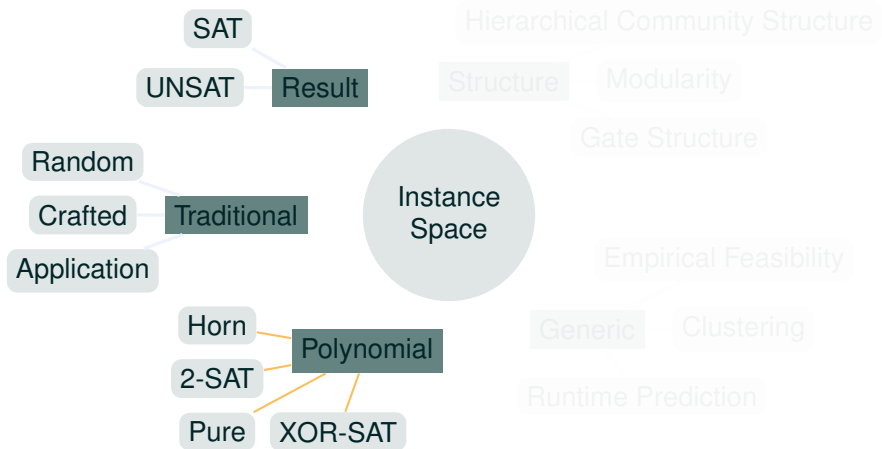 SAT
UNSAT
Result
Hierarchical Community Structure
Structure
Modularity
Gate Structure
Random
Crafted
Traditional
Application
Instance
Space
Empirical Feasibility
Generic
Clustering
Runtime Prediction
Horn
Polynomial
2-SAT
Pure
XOR-SAT